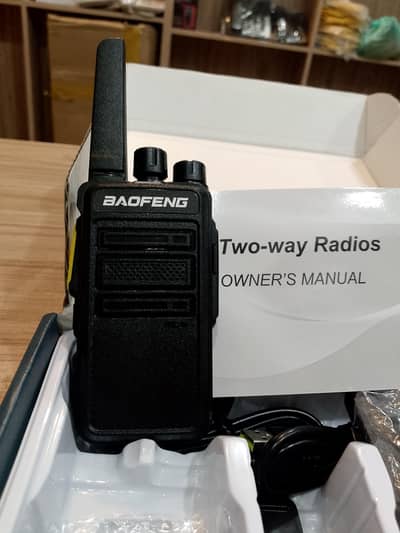 BAOFENG
Two-way Radios
OWNER'S MANUAL